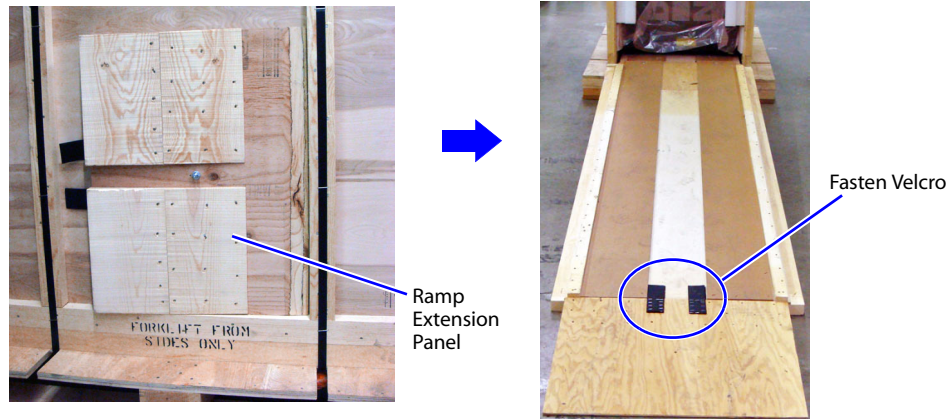 FORKLIFT FROM
SIDES ONLY
Ramp
Extension
Panel
Fasten Velcro